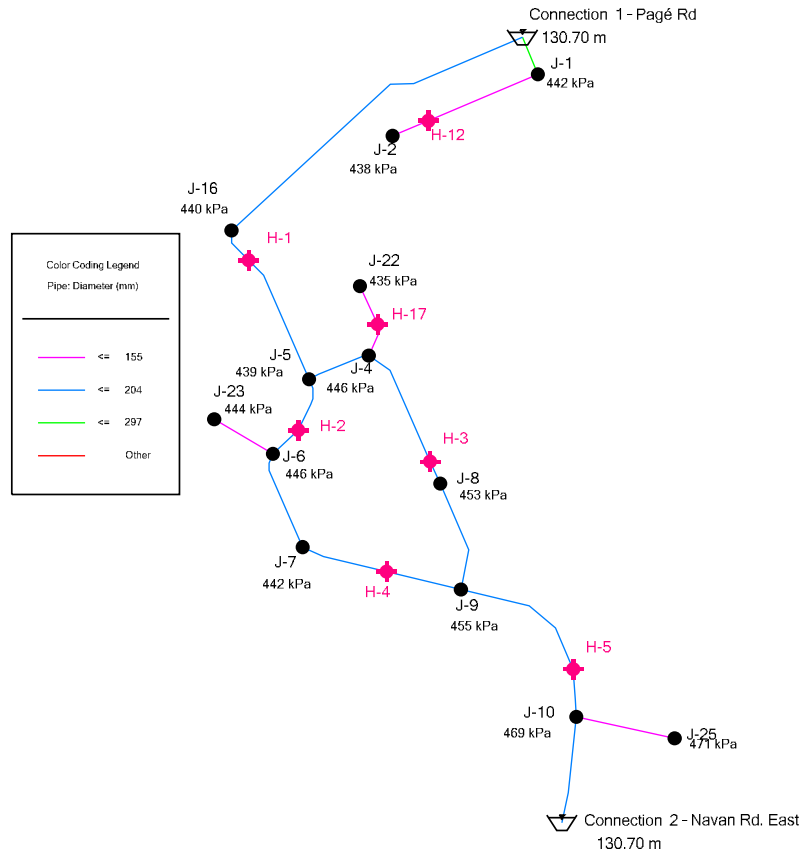 Connection 1 - Pagé Rd
130.70 m
J-1
442 kPa
H-12
J-2
438 kPa
J-16
440 kPa
H-1
Color Coding Legend
Pipe: Diameter (mm)
<= 155
<= 204
<= 297
Other
J-22
435 kPa
H-17
J-5
439 kPa
J-4
446 kPa
J-23
444 kPa
H-2
J-6
446 kPa
H-3
J-8
453 kPa
J-7
442 kPa
H-4
J-9
455 kPa
H-5
J-10
469 kPa
J-25
471 kPa
Connection 2 - Navan Rd. East
130.70 m